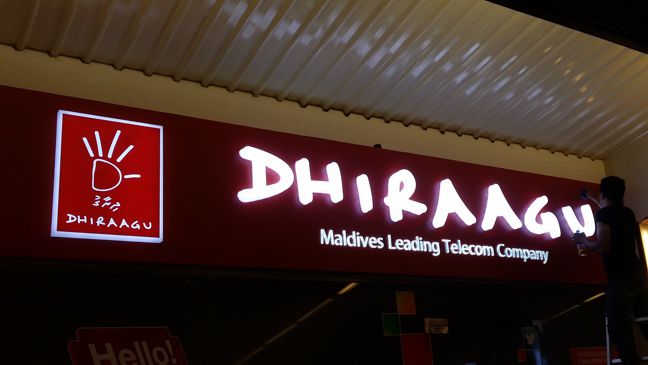 ދިރާގު
DHIRAAGU
DHIRAAGU
Maldives Leading Telecom Company
Hello!